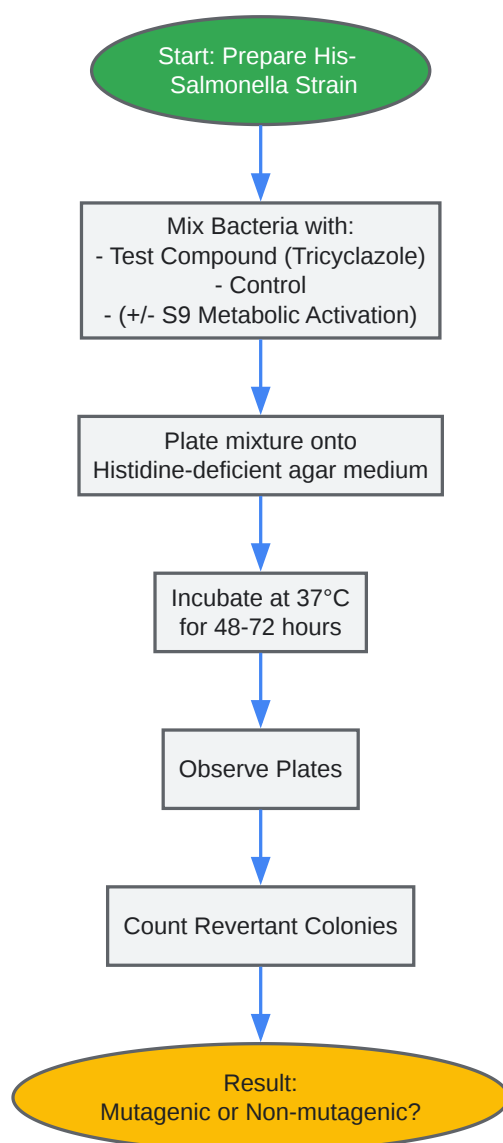 Start: Prepare His-
Salmonella Strain
Mix Bacteria with:
- Test Compound (Tricyclazole)
- Control
- (+/- S9 Metabolic Activation)
Plate mixture onto
Histidine-deficient agar medium
Incubate at 37°C
for 48-72 hours
Observe Plates
Count Revertant Colonies
Result:
Mutagenic or Non-mutagenic?